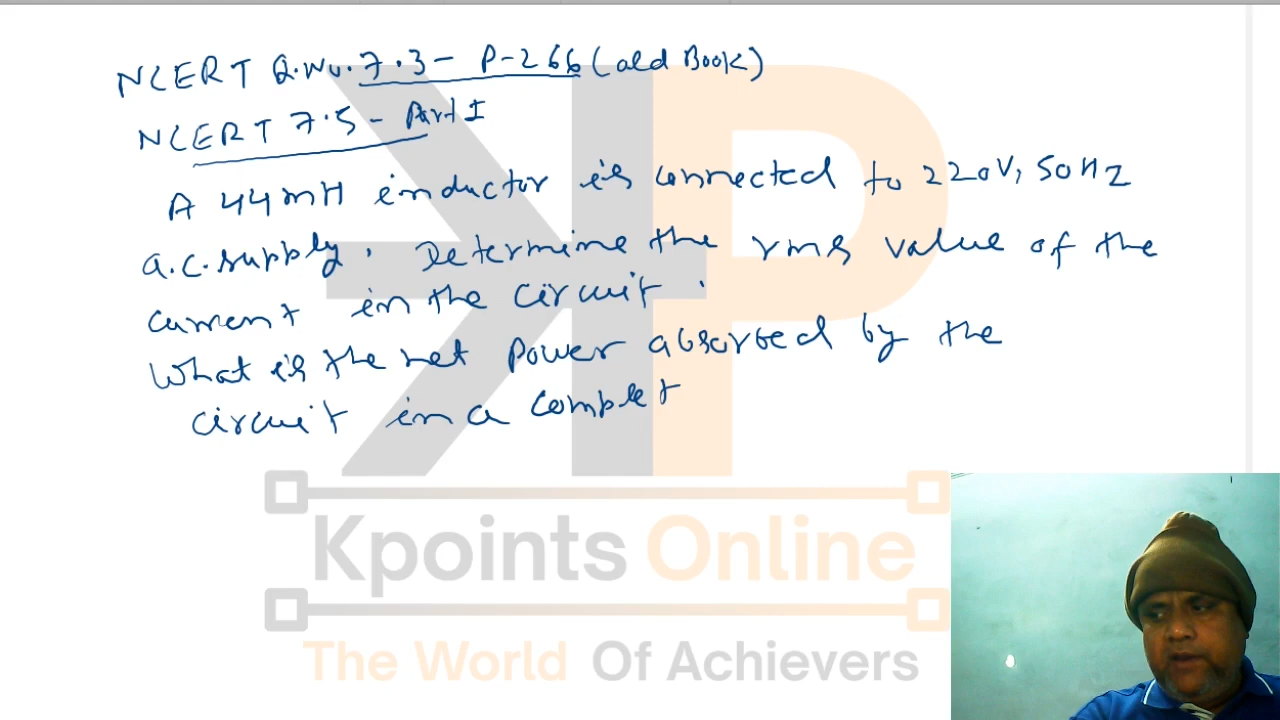 NCERT Q.No. 7.3 - P-266 (old Book)
NCERT 7.5 - Part I
A 44mH inductor is connected to 220V, 50Hz
a.c. supply. Determine the rms value of the
current in the circuit.
What is the net power absorbed by the
circuit in a complet
KP
Kpoints Online
The World Of Achievers